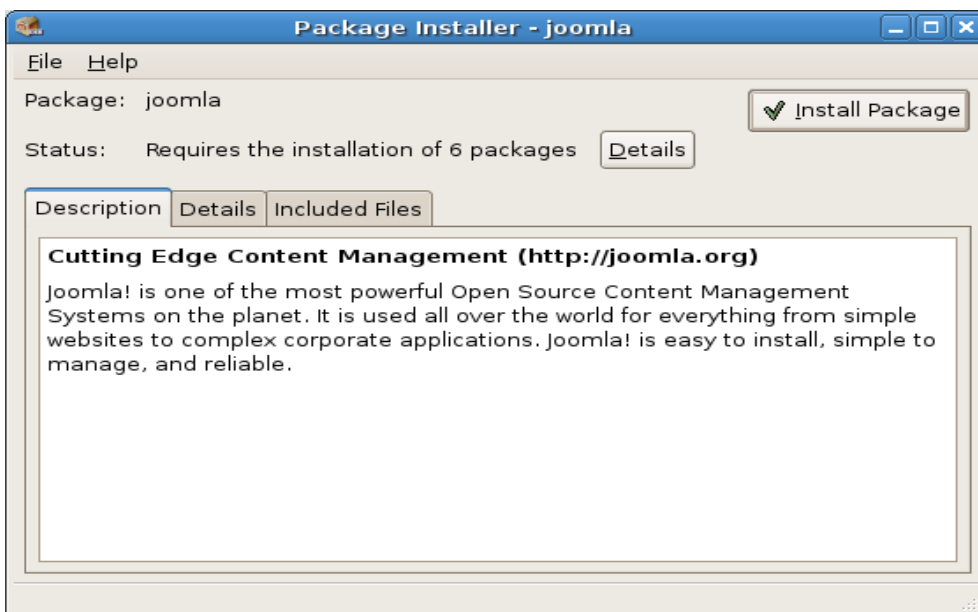 Package Installer - joomla
File Help
Package: joomla
Install Package
Status: Requires the installation of 6 packages Details
Description Details Included Files
Cutting Edge Content Management (http://joomla.org)
Joomla! is one of the most powerful Open Source Content Management
Systems on the planet. It is used all over the world for everything from simple
websites to complex corporate applications. Joomla! is easy to install, simple to
manage, and reliable.